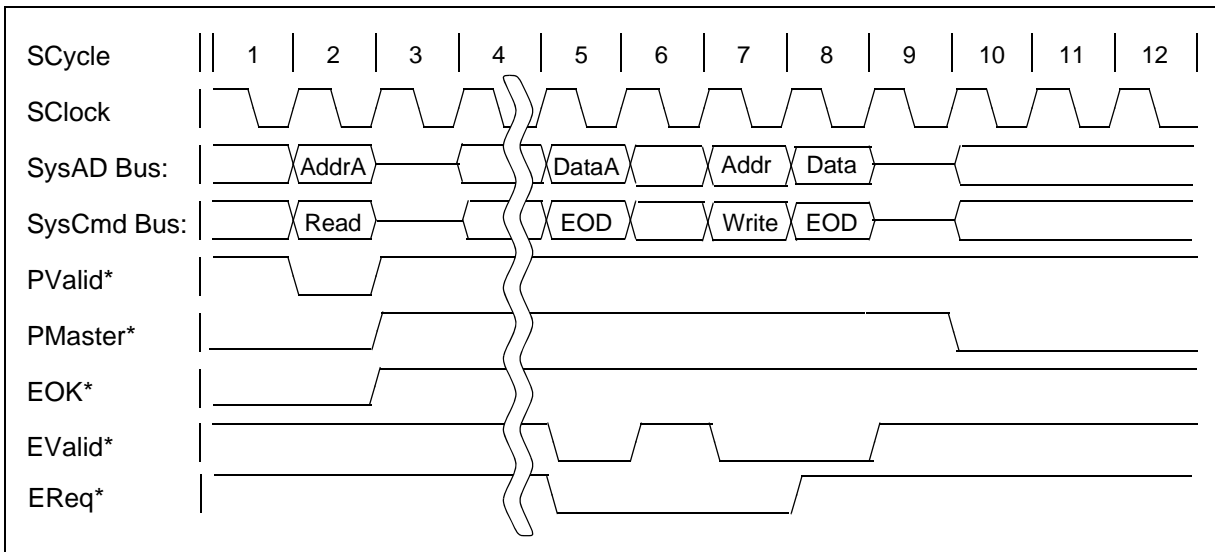 SCycle 1 2 3 4 5 6 7 8 9 10 11 12
SClock
SysAD Bus: AddrA DataA Addr Data
SysCmd Bus: Read EOD Write EOD
PValid*
PMaster*
EOK*
EValid*
EReq*